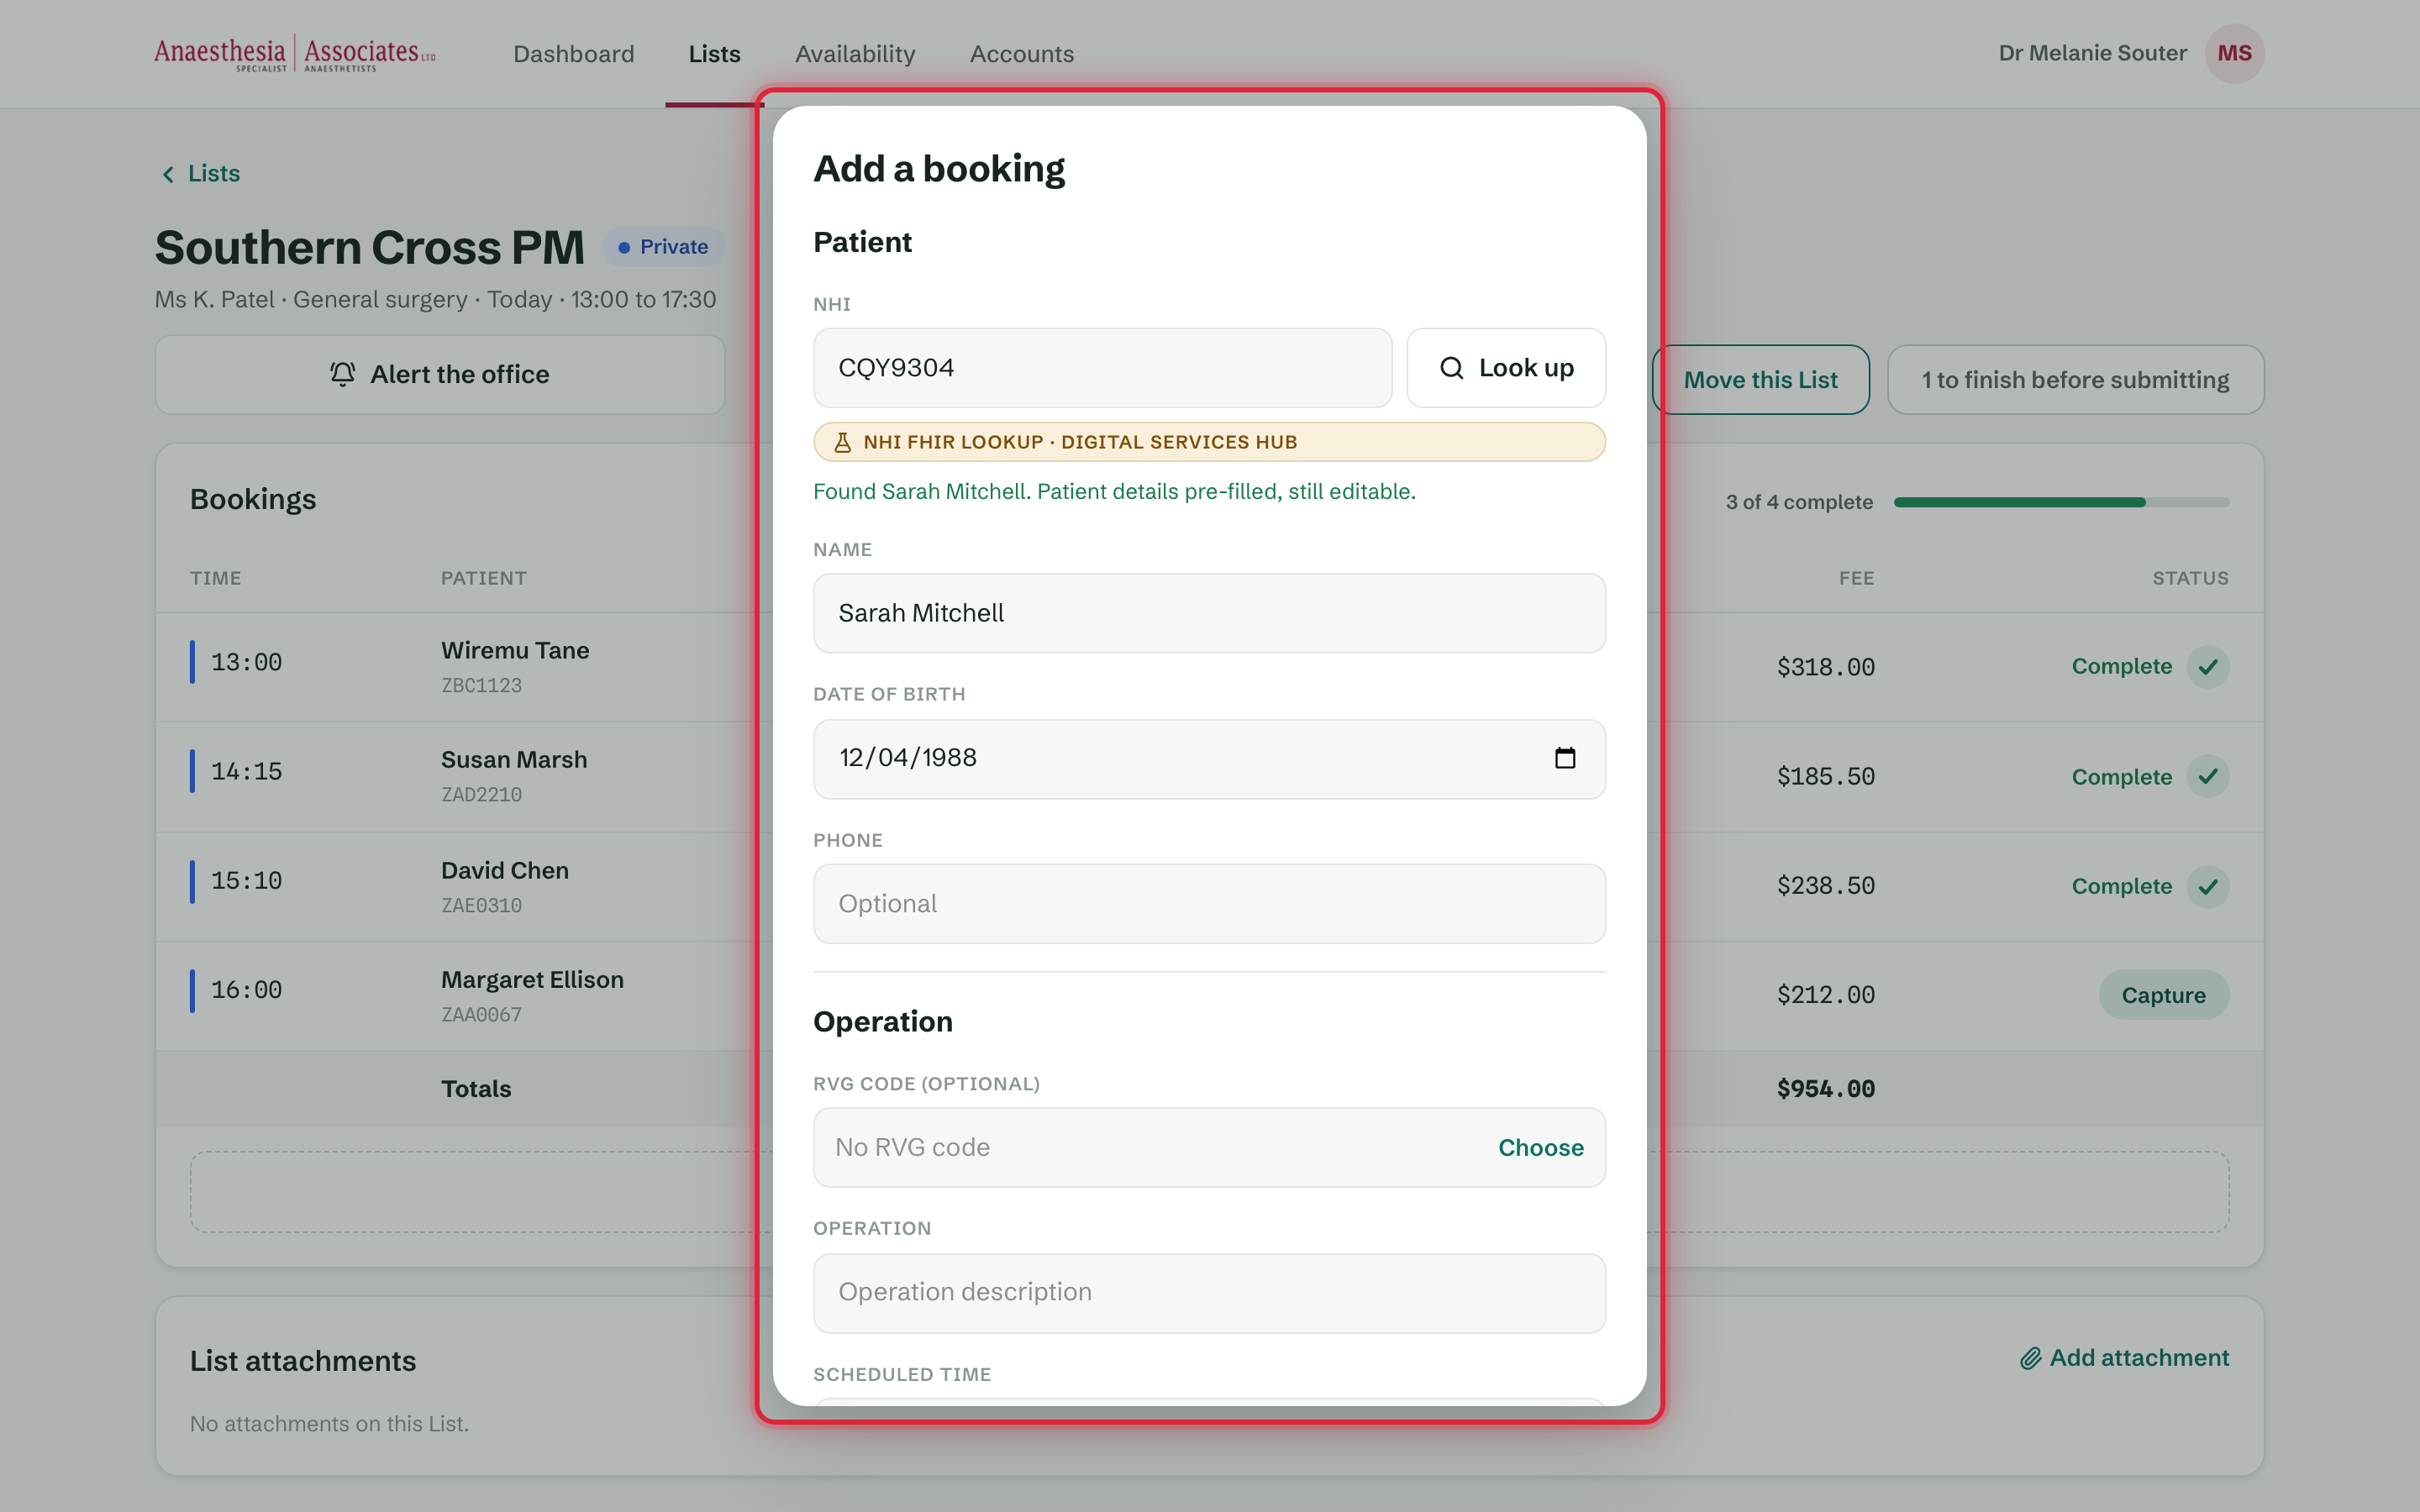 Anaesthesia Associates LTD
SPECIALIST ANAESTHETISTS
Dashboard
Lists
Availability
Accounts
Dr Melanie Souter
MS
Lists
Southern Cross PM
Private
Ms K. Patel · General surgery · Today · 13:00 to 17:30
Alert the office
Move this List
1 to finish before submitting
Bookings
3 of 4 complete
TIME
PATIENT
FEE
STATUS
13:00
Wiremu Tane
ZBC1123
$318.00
Complete
14:15
Susan Marsh
ZAD2210
$185.50
Complete
15:10
David Chen
ZAE0310
$238.50
Complete
16:00
Margaret Ellison
ZAA0067
$212.00
Capture
Totals
$954.00
List attachments
Add attachment
No attachments on this List.
Add a booking
Patient
NHI
CQY9304
Look up
NHI FHIR LOOKUP · DIGITAL SERVICES HUB
Found Sarah Mitchell. Patient details pre-filled, still editable.
NAME
Sarah Mitchell
DATE OF BIRTH
12/04/1988
PHONE
Optional
Operation
RVG CODE (OPTIONAL)
No RVG code
Choose
OPERATION
Operation description
SCHEDULED TIME